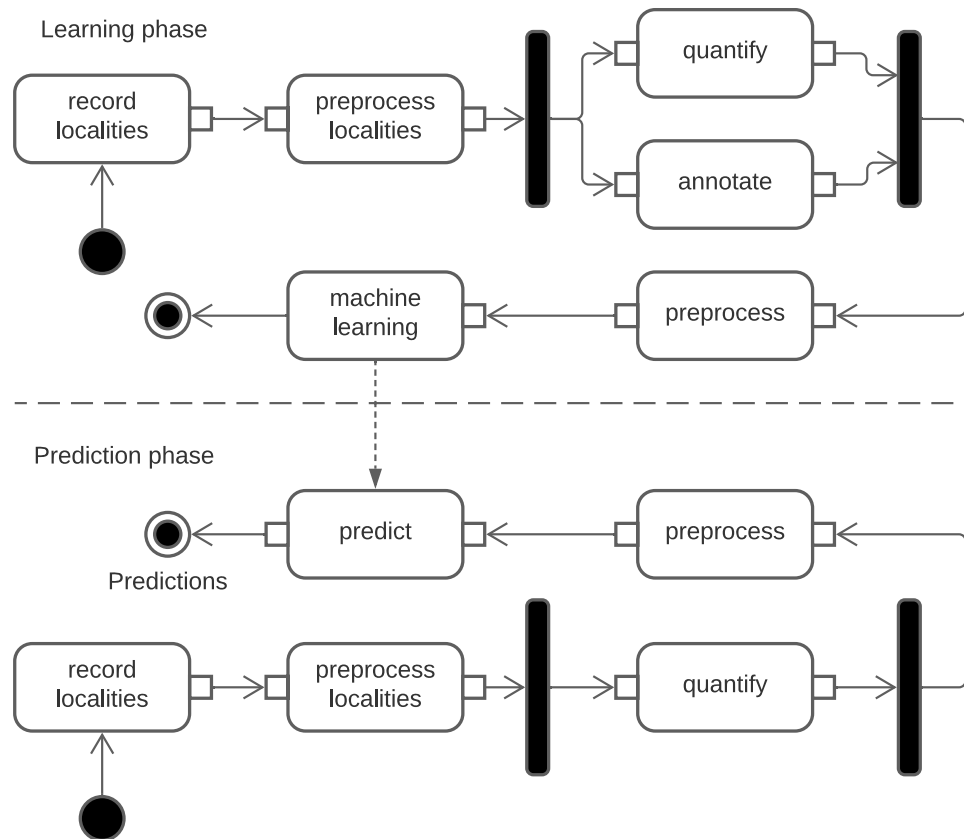 Learning phase
record
localities
preprocess
localities
quantify
annotate
machine
learning
preprocess
Prediction phase
predict
preprocess
Predictions
record
localities
preprocess
localities
quantify